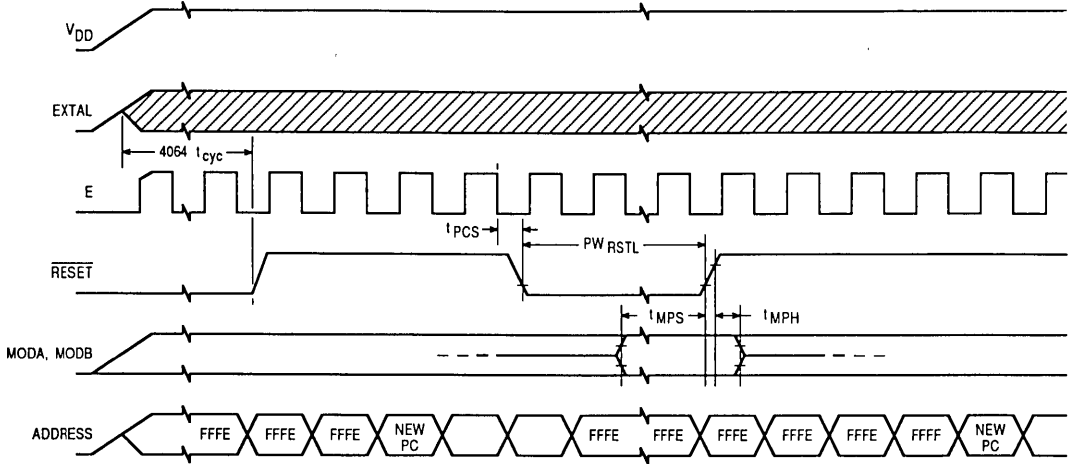 VDD
EXTAL
4064 tcyc
E
tPCS
PWRSTL
RESET
tMPS
tMPH
MODA, MODB
ADDRESS
FFFE
FFFE
FFFE
NEW
PC
FFFE
FFFE
FFFE
FFFE
FFFE
FFFF
NEW
PC